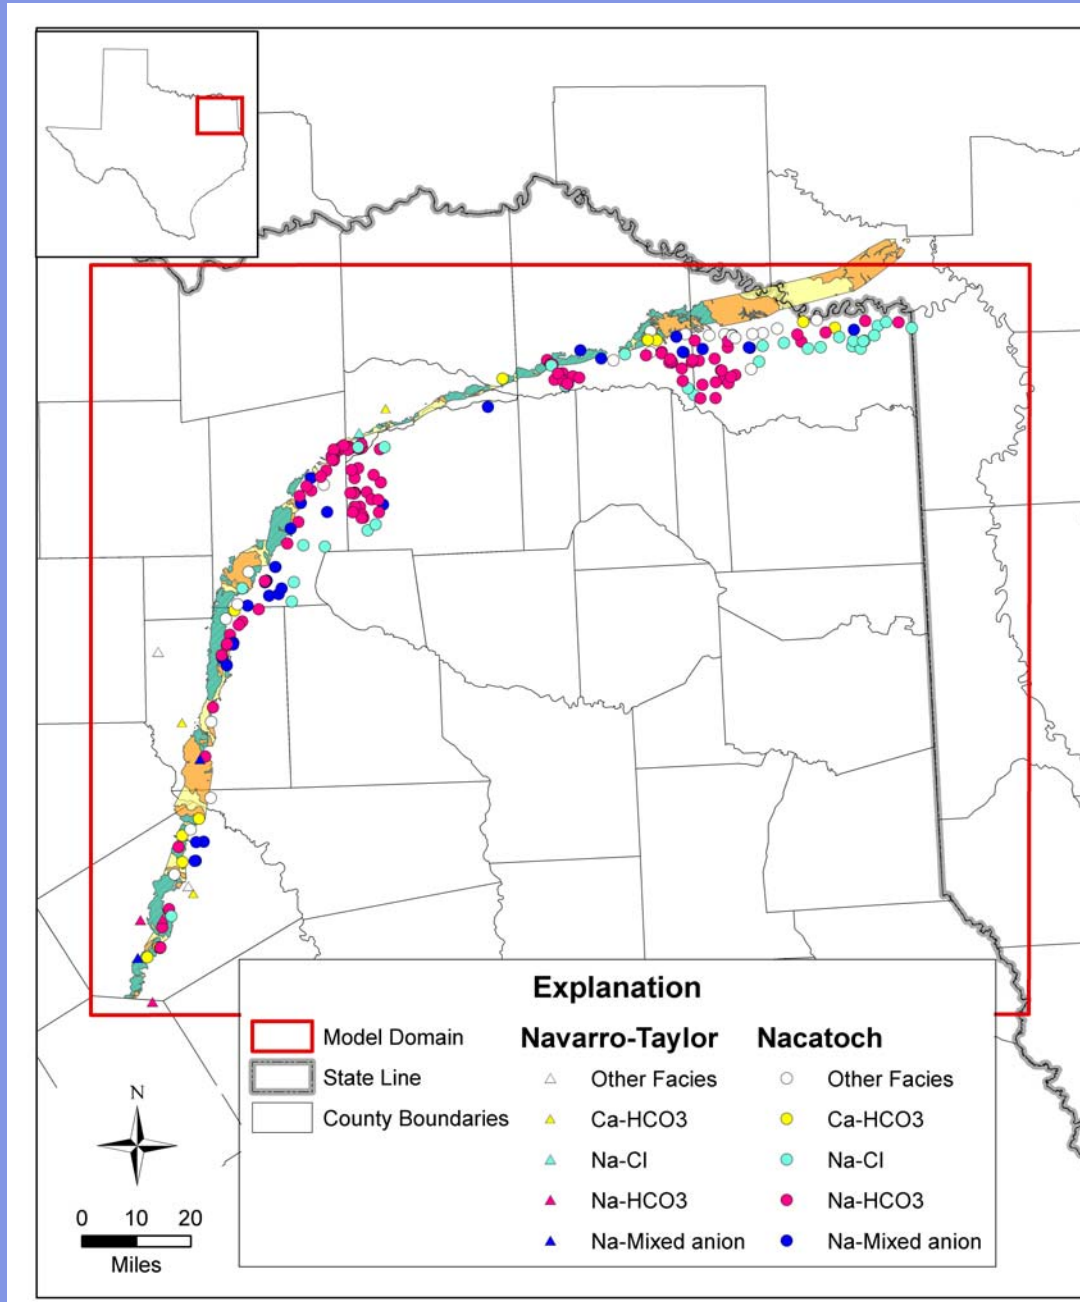 Explanation
Model Domain
State Line
County Boundaries
Navarro-Taylor
Other Facies
Ca-HCO3
Na-Cl
Na-HCO3
Na-Mixed anion
Nacatoch
Other Facies
Ca-HCO3
Na-Cl
Na-HCO3
Na-Mixed anion
N
0 10 20
Miles